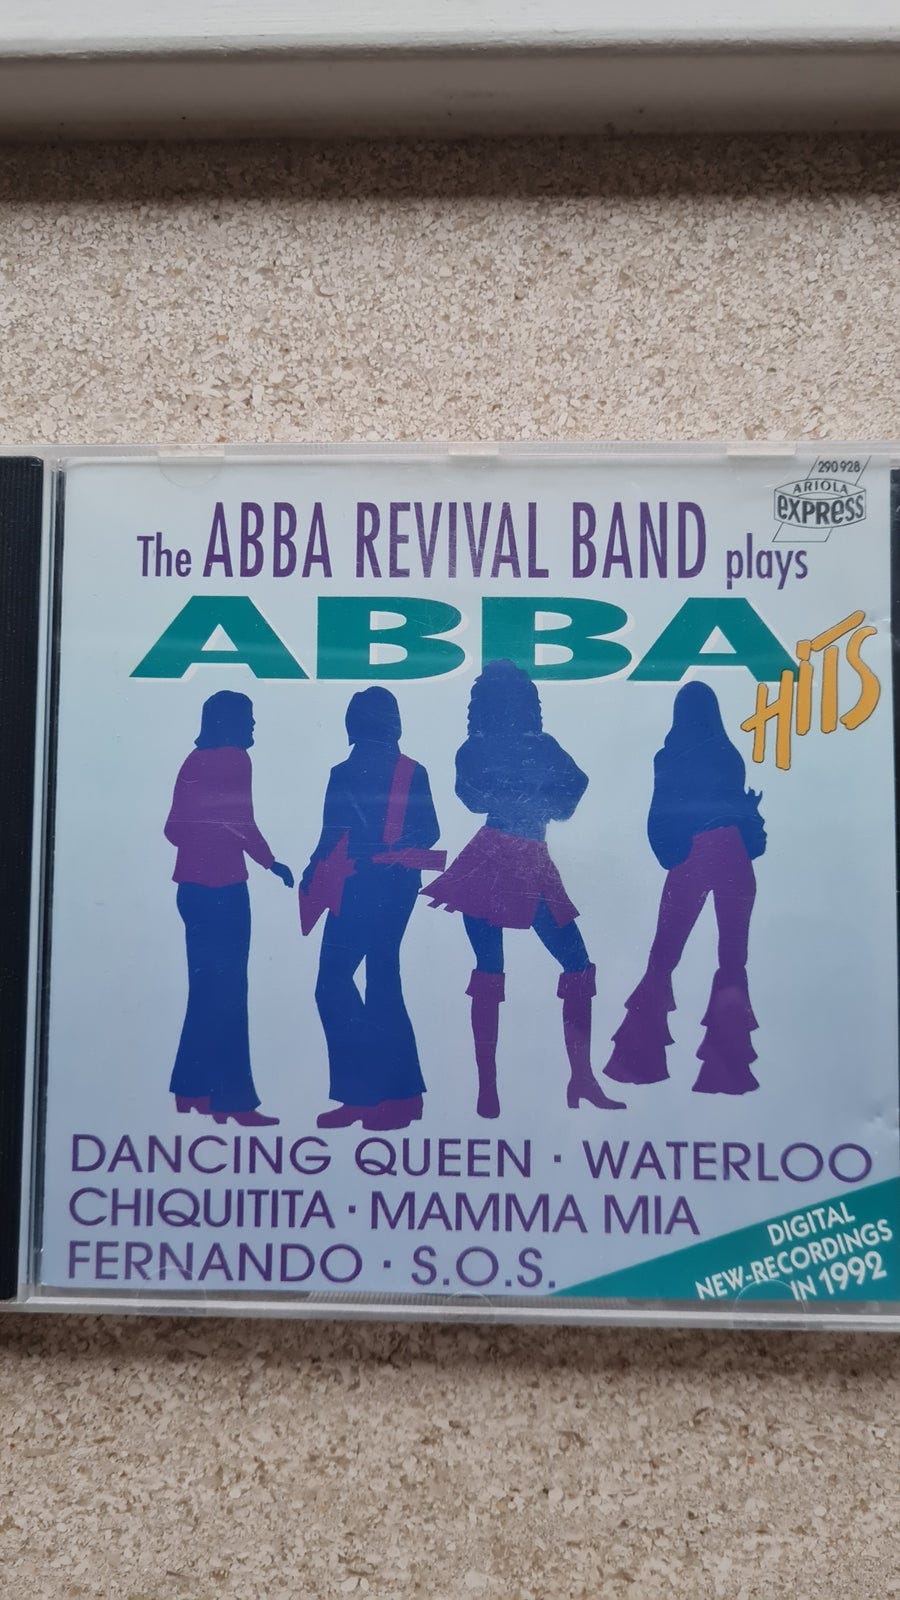 290 928
ARIOLA
express
The ABBA REVIVAL BAND plays
ABBA
HITS
DANCING QUEEN · WATERLOO
CHIQUITITA · MAMMA MIA
FERNANDO · S.O.S.
DIGITAL
NEW-RECORDINGS
IN 1992